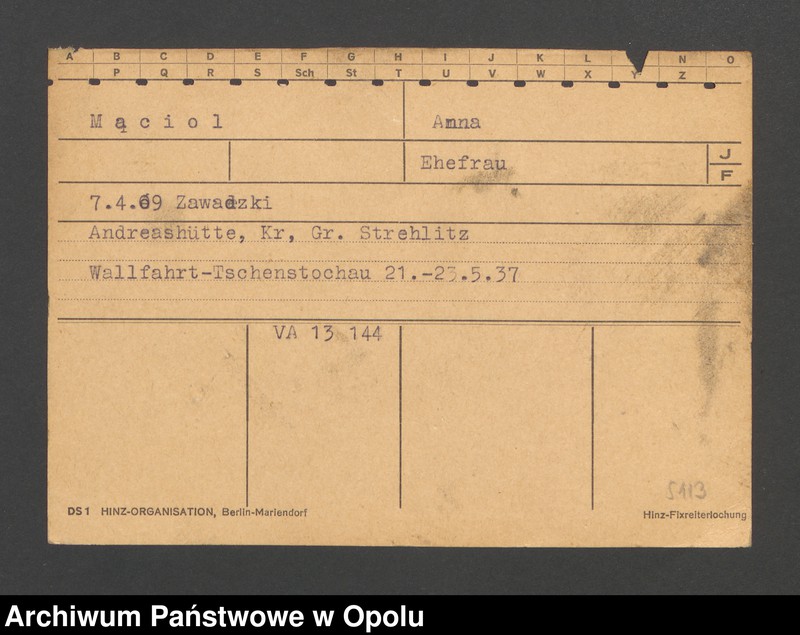 A B C D E F G H I J K L N O
P Q R S Sch St T U V W X Y Z
Mąciol Anna
Ehefrau J
F
7.4.69 Zawadzki
Andreashütte, Kr, Gr. Strehlitz
Wallfahrt-Tschenstochau 21.-23.5.37
VA 13 144
5113
DS1 HINZ-ORGANISATION, Berlin-Mariendorf Hinz-Fixreiterlochung
Archiwum Państwowe w Opolu